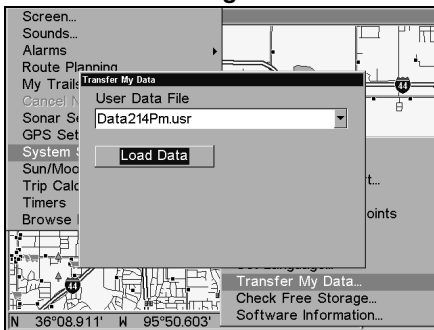 Screen...
Sounds...
Alarms
Route Planning
My Trails
Cancel
Sonar
GPS
System
Sun/Moo
Trip Calc
Timers
Browse
Transfer My Data
User Data File
Data214Pm.usr
Load Data
44
t...
oints
Transfer My Data...
Check Free Storage...
Software Information...
44
N 36°08.911' W 95°50.603'